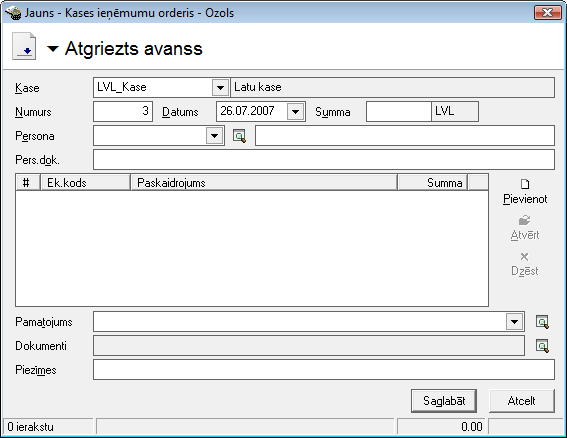 Jauns - Kases ieņēmumu orderis - Ozols
Atgriezts avanss
Kase LVL_Kase Latu kase
Numurs 3 Datums 26.07.2007 Summa LVL
Persona
Pers.dok.
# Ek.kods Paskaidrojums Summa
Pievienot
Atvērt
Dzēst
Pamatojums
Dokumenti
Piezīmes
Saglabāt Atcelt
0 ierakstu 0.00